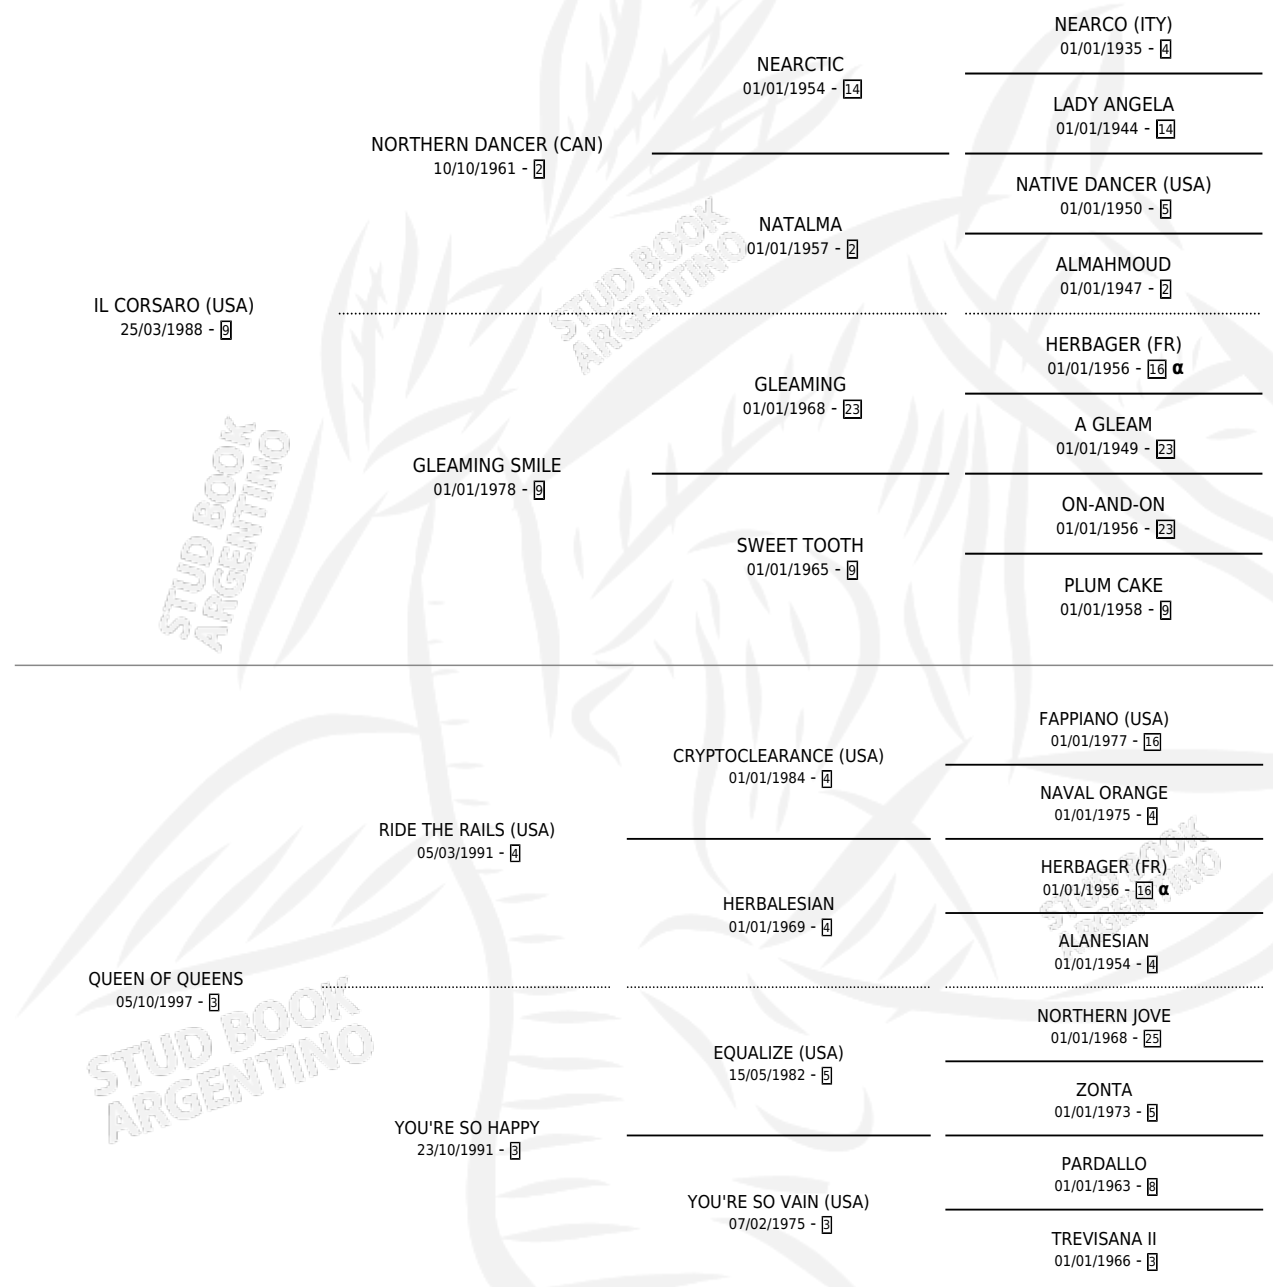 NEARCO (ITY)
01/01/1935 - 4
NEARCTIC
01/01/1954 - 14
LADY ANGELA
01/01/1944 - 14
NORTHERN DANCER (CAN)
10/10/1961 - 2
NATIVE DANCER (USA)
01/01/1950 - 5
NATALMA
01/01/1957 - 2
ALMAHMOUD
01/01/1947 - 2
IL CORSARO (USA)
25/03/1988 - 9
HERBAGER (FR)
01/01/1956 - 16 α
GLEAMING
01/01/1968 - 23
A GLEAM
01/01/1949 - 23
GLEAMING SMILE
01/01/1978 - 9
ON-AND-ON
01/01/1956 - 23
SWEET TOOTH
01/01/1965 - 9
PLUM CAKE
01/01/1958 - 9
FAPPIANO (USA)
01/01/1977 - 16
CRYPTOCLEARANCE (USA)
01/01/1984 - 4
NAVAL ORANGE
01/01/1975 - 4
RIDE THE RAILS (USA)
05/03/1991 - 4
HERBAGER (FR)
01/01/1956 - 16 α
HERBALESIAN
01/01/1969 - 4
ALANESIAN
01/01/1954 - 4
QUEEN OF QUEENS
05/10/1997 - 3
NORTHERN JOVE
01/01/1968 - 25
EQUALIZE (USA)
15/05/1982 - 5
ZONTA
01/01/1973 - 5
YOU'RE SO HAPPY
23/10/1991 - 3
PARDALLO
01/01/1963 - 8
YOU'RE SO VAIN (USA)
07/02/1975 - 3
TREVISANA II
01/01/1966 - 3
STUD BOOK
ARGENTINO
STUD BOOK
ARGENTINO
STUD BOOK
ARGENTINO
STUD BOOK
ARGENTINO